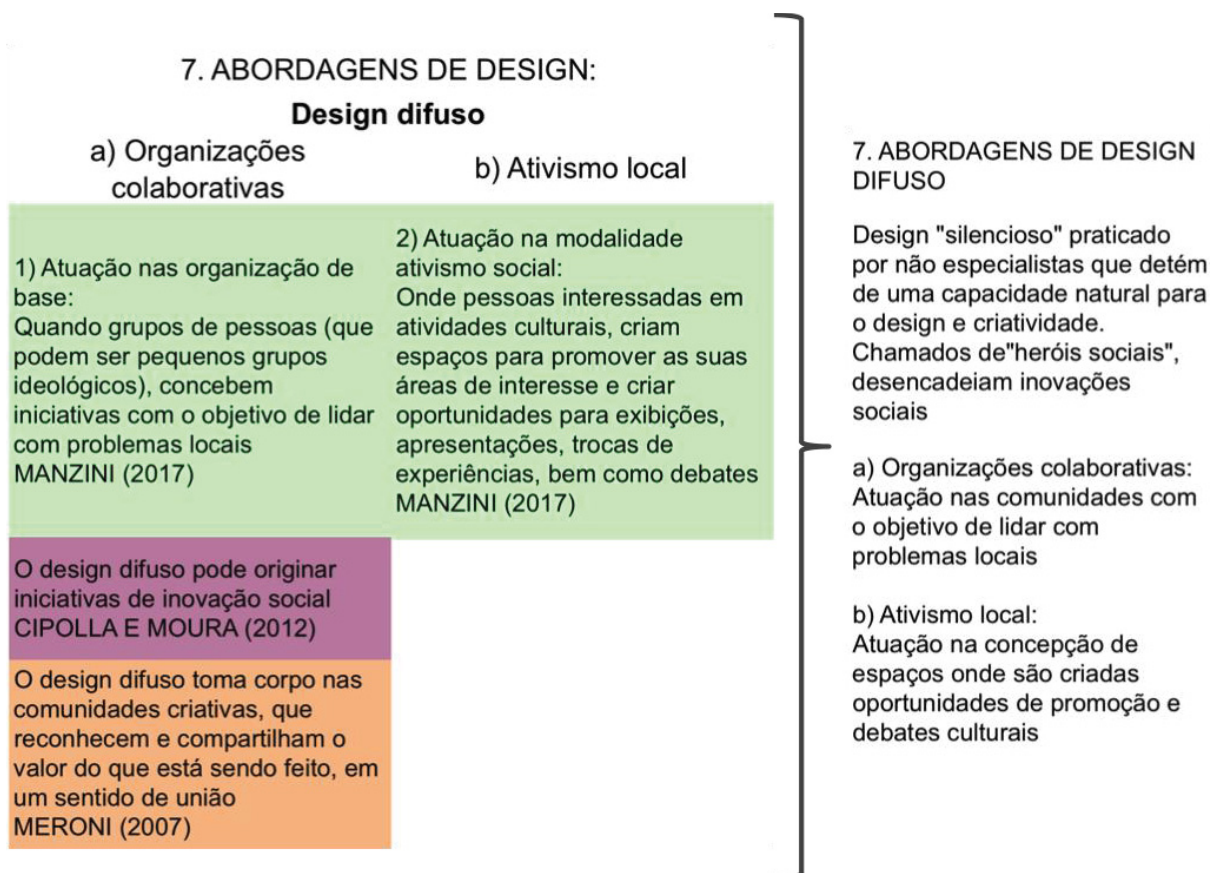 7. ABORDAGENS DE DESIGN:
Design difuso
a) Organizações
colaborativas
b) Ativismo local
1) Atuação nas organização de
base:
Quando grupos de pessoas (que
podem ser pequenos grupos
ideológicos), concebem
iniciativas com o objetivo de lidar
com problemas locais
MANZINI (2017)
2) Atuação na modalidade
ativismo social:
Onde pessoas interessadas em
atividades culturais, criam
espaços para promover as suas
áreas de interesse e criar
oportunidades para exibições,
apresentações, trocas de
experiências, bem como debates
MANZINI (2017)
O design difuso pode originar
iniciativas de inovação social
CIPOLLA E MOURA (2012)
O design difuso toma corpo nas
comunidades criativas, que
reconhecem e compartilham o
valor do que está sendo feito, em
um sentido de união
MERONI (2007)
7. ABORDAGENS DE DESIGN
DIFUSO
Design "silencioso" praticado
por não especialistas que detém
de uma capacidade natural para
o design e criatividade.
Chamados de"heróis sociais",
desencadeiam inovações
sociais
a) Organizações colaborativas:
Atuação nas comunidades com
o objetivo de lidar com
problemas locais
b) Ativismo local:
Atuação na concepção de
espaços onde são criadas
oportunidades de promoção e
debates culturais